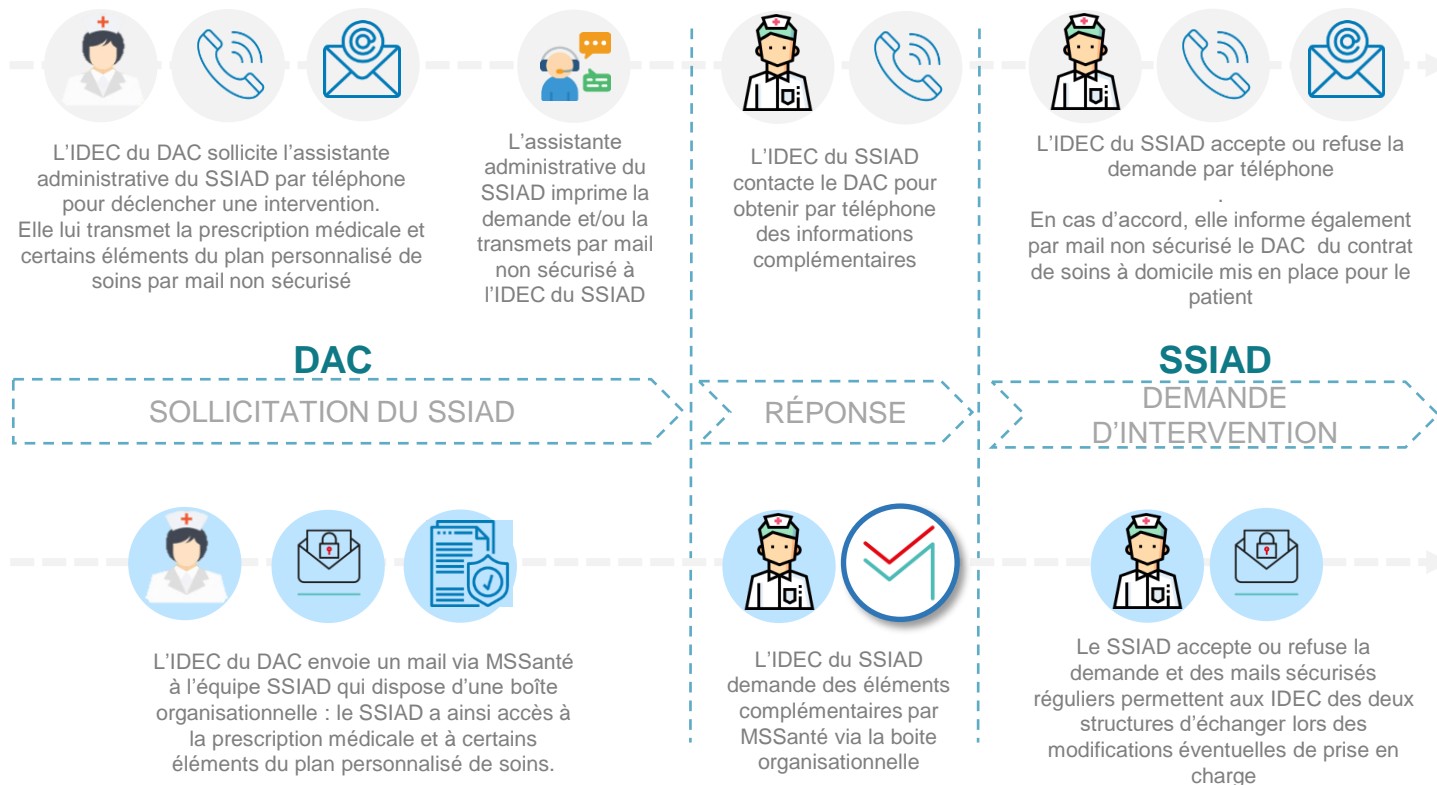 L'IDEC du DAC sollicite l'assistante
administrative du SSIAD par téléphone
pour déclencher une intervention.
Elle lui transmet la prescription médicale et
certains éléments du plan personnalisé de
soins par mail non sécurisé
L'assistante
administrative du
SSIAD imprime la
demande et/ou la
transmets par mail
non sécurisé à
l'IDEC du SSIAD
L'IDEC du SSIAD
contacte le DAC pour
obtenir par téléphone
des informations
complémentaires
L'IDEC du SSIAD accepte ou refuse la
demande par téléphone
.
En cas d'accord, elle informe également
par mail non sécurisé le DAC du contrat
de soins à domicile mis en place pour le
patient
DAC
SOLLICITATION DU SSIAD
RÉPONSE
SSIAD
DEMANDE
D'INTERVENTION
L'IDEC du DAC envoie un mail via MSSanté
à l'équipe SSIAD qui dispose d'une boîte
organisationnelle : le SSIAD a ainsi accès à
la prescription médicale et à certains
éléments du plan personnalisé de soins.
L'IDEC du SSIAD
demande des éléments
complémentaires par
MSSanté via la boite
organisationnelle
Le SSIAD accepte ou refuse la
demande et des mails sécurisés
réguliers permettent aux IDEC des deux
structures d'échanger lors des
modifications éventuelles de prise en
charge